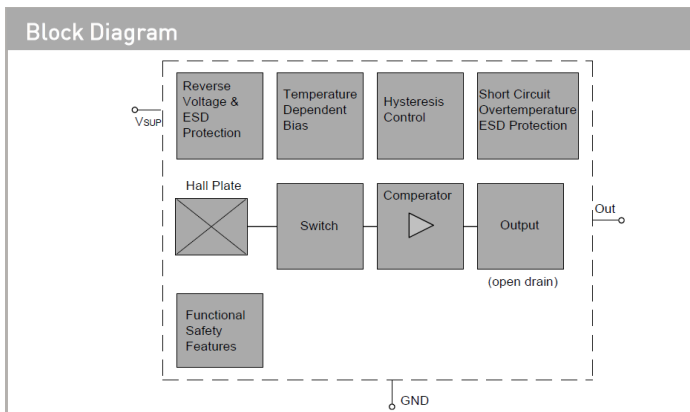 Block Diagram
Reverse
Voltage &
ESD
Protection
Temperature
Dependent
Bias
Hysteresis
Control
Short Circuit
Overtemperature
ESD Protection
VSUP
Hall Plate
Switch
Comperator
Output
Out
(open drain)
Functional
Safety
Features
GND